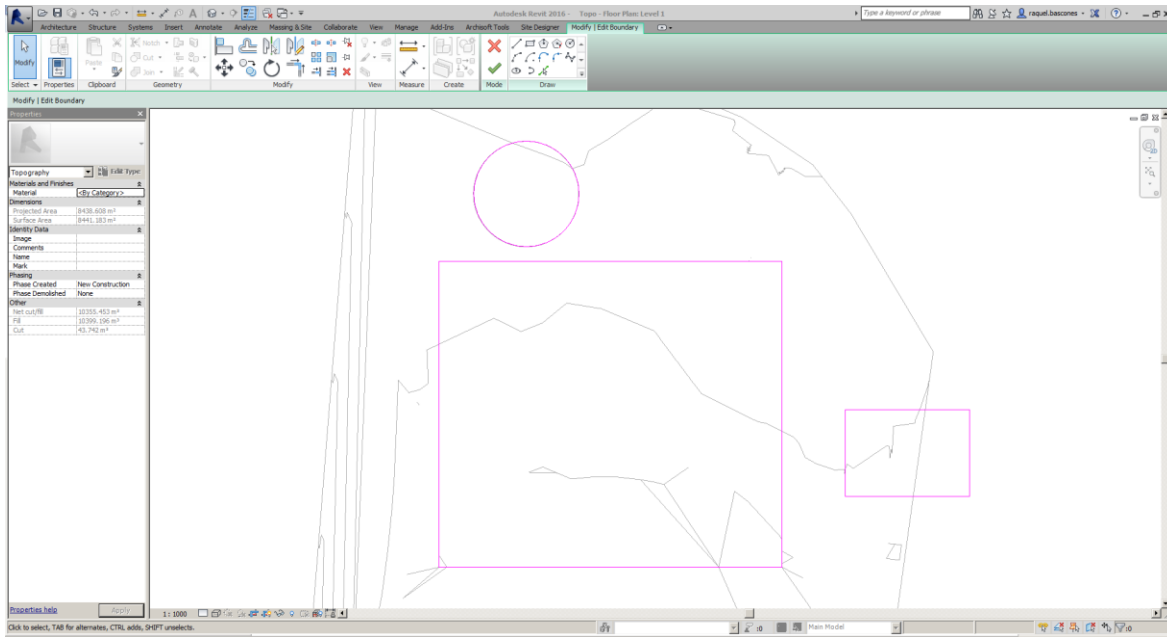 Autodesk Revit 2016 - Topo - Floor Plan: Level 1
Type a keyword or phrase
raquel.bascones
Architecture Structure Systems Insert Annotate Analyze Massing & Site Collaborate View Manage Add-Ins Archisoft Tools Site Designer Modify | Edit Boundary
Modify
Paste
Notch
Cut
Join
Select Properties Clipboard Geometry Modify View Measure Create Mode Draw
Modify | Edit Boundary
Properties
Topography
Edit Type
Materials and Finishes
Material <By Category>
Dimensions
Projected Area 8438.608 m²
Surface Area 8441.183 m²
Identity Data
Image
Comments
Name
Mark
Phasing
Phase Created New Construction
Phase Demolished None
Other
Net cut/fill 10355.453 m³
Fill 10399.196 m³
Cut 43.742 m³
Properties help
Apply
1 : 1000
Click to select, TAB for alternates, CTRL adds, SHIFT unselects.
:0
Main Model
:0